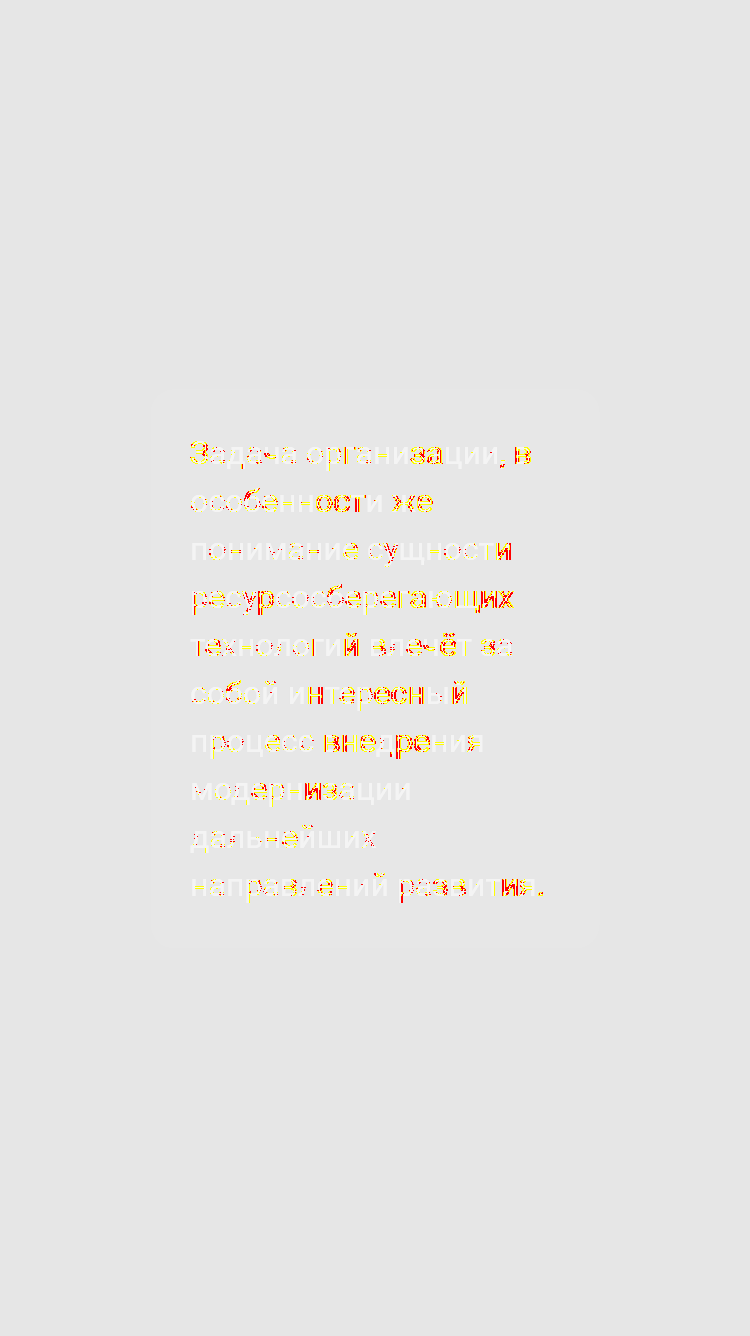 Задача организации, в
особенности же
понимание сущности
ресурсосберегающих
технологий влечёт за
собой интересный
процесс внедрения
модернизации
дальнейших
направлений развития.